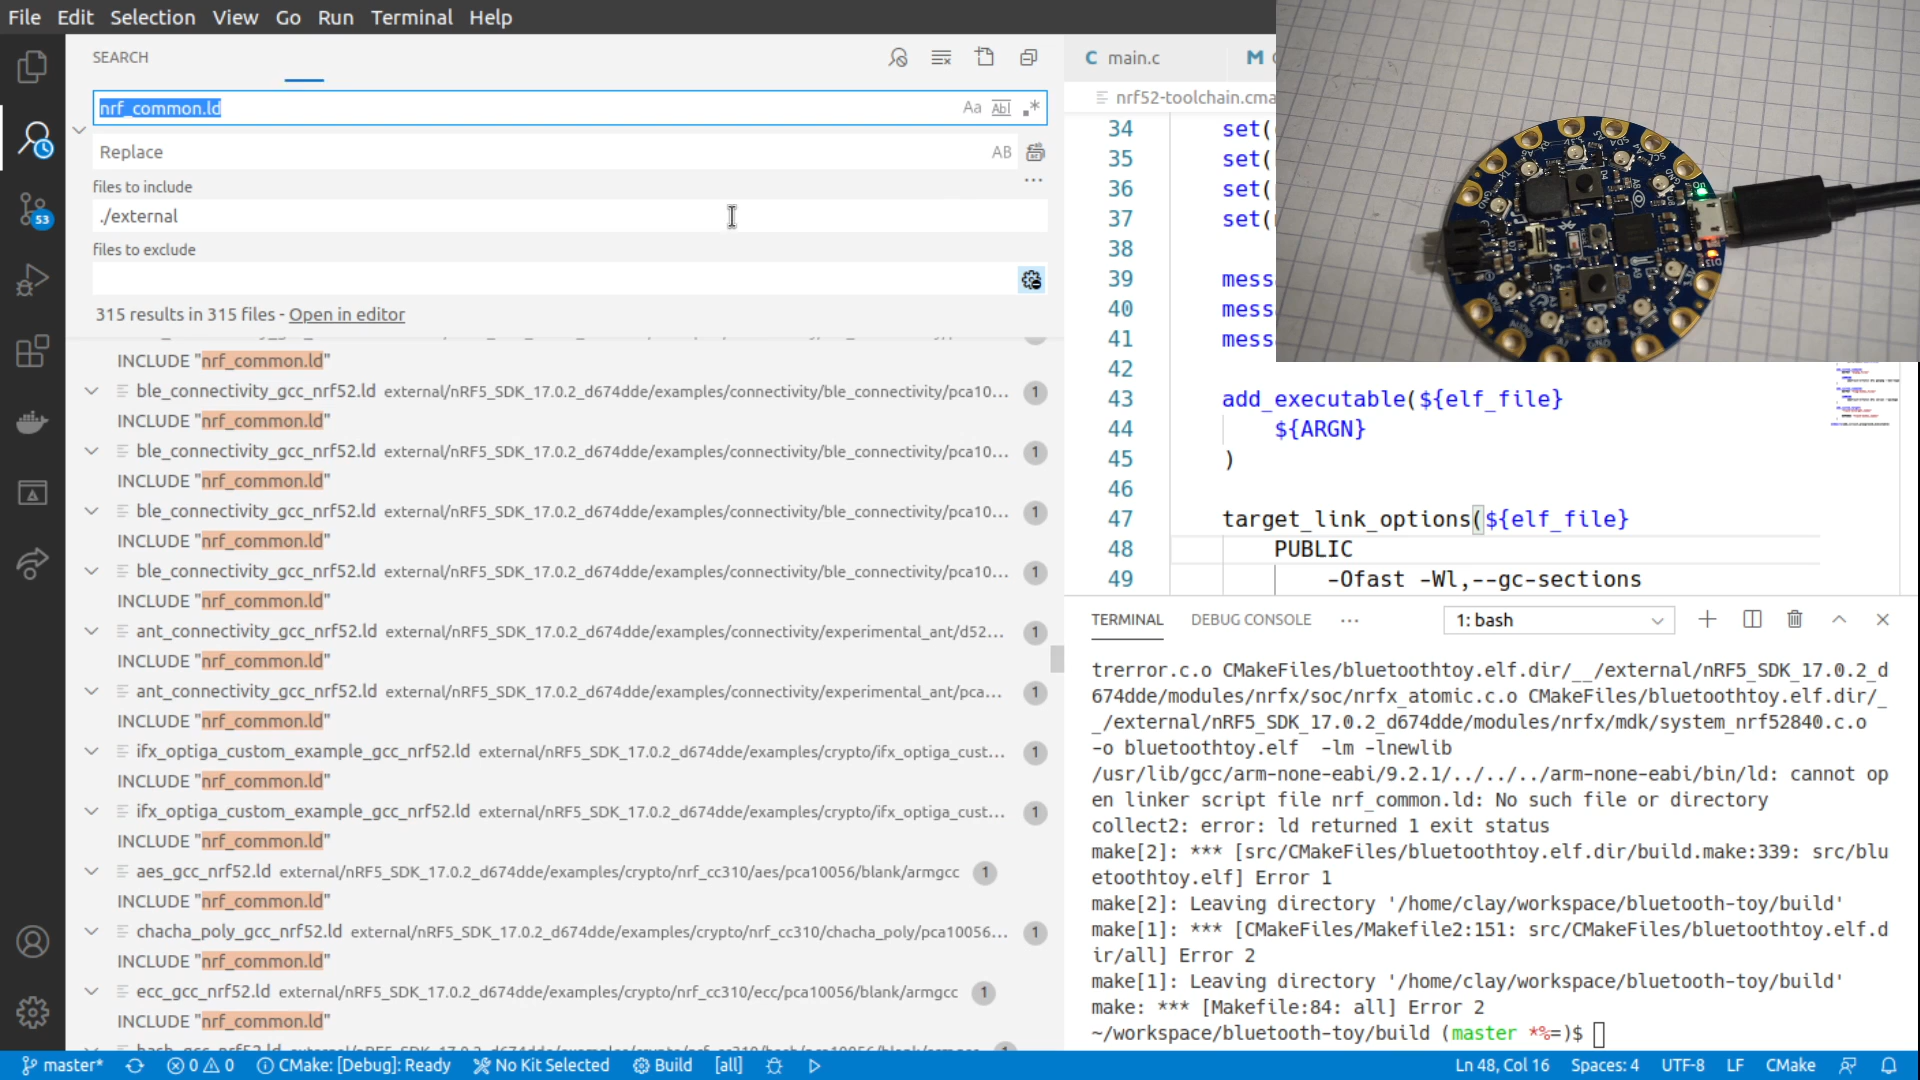 File Edit Selection View Go Run Terminal Help
SEARCH
nrf_common.ld
Aa Abl .*
Replace
AB
files to include
./external
files to exclude
315 results in 315 files - Open in editor
INCLUDE "nrf_common.ld"
ble_connectivity_gcc_nrf52.ld external/nRF5_SDK_17.0.2_d674dde/examples/connectivity/ble_connectivity/pca10... 1
INCLUDE "nrf_common.ld"
ble_connectivity_gcc_nrf52.ld external/nRF5_SDK_17.0.2_d674dde/examples/connectivity/ble_connectivity/pca10... 1
INCLUDE "nrf_common.ld"
ble_connectivity_gcc_nrf52.ld external/nRF5_SDK_17.0.2_d674dde/examples/connectivity/ble_connectivity/pca10... 1
INCLUDE "nrf_common.ld"
ble_connectivity_gcc_nrf52.ld external/nRF5_SDK_17.0.2_d674dde/examples/connectivity/ble_connectivity/pca10... 1
INCLUDE "nrf_common.ld"
ant_connectivity_gcc_nrf52.ld external/nRF5_SDK_17.0.2_d674dde/examples/connectivity/experimental_ant/d52... 1
INCLUDE "nrf_common.ld"
ant_connectivity_gcc_nrf52.ld external/nRF5_SDK_17.0.2_d674dde/examples/connectivity/experimental_ant/pca... 1
INCLUDE "nrf_common.ld"
ifx_optiga_custom_example_gcc_nrf52.ld external/nRF5_SDK_17.0.2_d674dde/examples/crypto/ifx_optiga_cust... 1
INCLUDE "nrf_common.ld"
ifx_optiga_custom_example_gcc_nrf52.ld external/nRF5_SDK_17.0.2_d674dde/examples/crypto/ifx_optiga_cust... 1
INCLUDE "nrf_common.ld"
aes_gcc_nrf52.ld external/nRF5_SDK_17.0.2_d674dde/examples/crypto/nrf_cc310/aes/pca10056/blank/armgcc 1
INCLUDE "nrf_common.ld"
chacha_poly_gcc_nrf52.ld external/nRF5_SDK_17.0.2_d674dde/examples/crypto/nrf_cc310/chacha_poly/pca10056... 1
INCLUDE "nrf_common.ld"
ecc_gcc_nrf52.ld external/nRF5_SDK_17.0.2_d674dde/examples/crypto/nrf_cc310/ecc/pca10056/blank/armgcc 1
INCLUDE "nrf_common.ld"
53
C main.c M
nrf52-toolchain.cma
34 set(
35 set(
36 set(
37 set(
38
39 mess
40 mess
41 mess
42
43 add_executable(${elf_file}
44 ${ARGN}
45 )
46
47 target_link_options(${elf_file}
48 PUBLIC
49 -Ofast -Wl,--gc-sections
TERMINAL DEBUG CONSOLE ... 1: bash
trerror.c.o CMakeFiles/bluetoothtoy.elf.dir/__/external/nRF5_SDK_17.0.2_d
674dde/modules/nrfx/soc/nrfx_atomic.c.o CMakeFiles/bluetoothtoy.elf.dir/_
_/external/nRF5_SDK_17.0.2_d674dde/modules/nrfx/mdk/system_nrf52840.c.o
-o bluetoothtoy.elf -lm -lnewlib
/usr/lib/gcc/arm-none-eabi/9.2.1/../../../arm-none-eabi/bin/ld: cannot op
en linker script file nrf_common.ld: No such file or directory
collect2: error: ld returned 1 exit status
make[2]: *** [src/CMakeFiles/bluetoothtoy.elf.dir/build.make:339: src/blu
etoothtoy.elf] Error 1
make[2]: Leaving directory '/home/clay/workspace/bluetooth-toy/build'
make[1]: *** [CMakeFiles/Makefile2:151: src/CMakeFiles/bluetoothtoy.elf.d
ir/all] Error 2
make[1]: Leaving directory '/home/clay/workspace/bluetooth-toy/build'
make: *** [Makefile:84: all] Error 2
~/workspace/bluetooth-toy/build (master *%=)$
master* 0 0 CMake: [Debug]: Ready No Kit Selected Build [all] Ln 48, Col 16 Spaces: 4 UTF-8 LF CMake